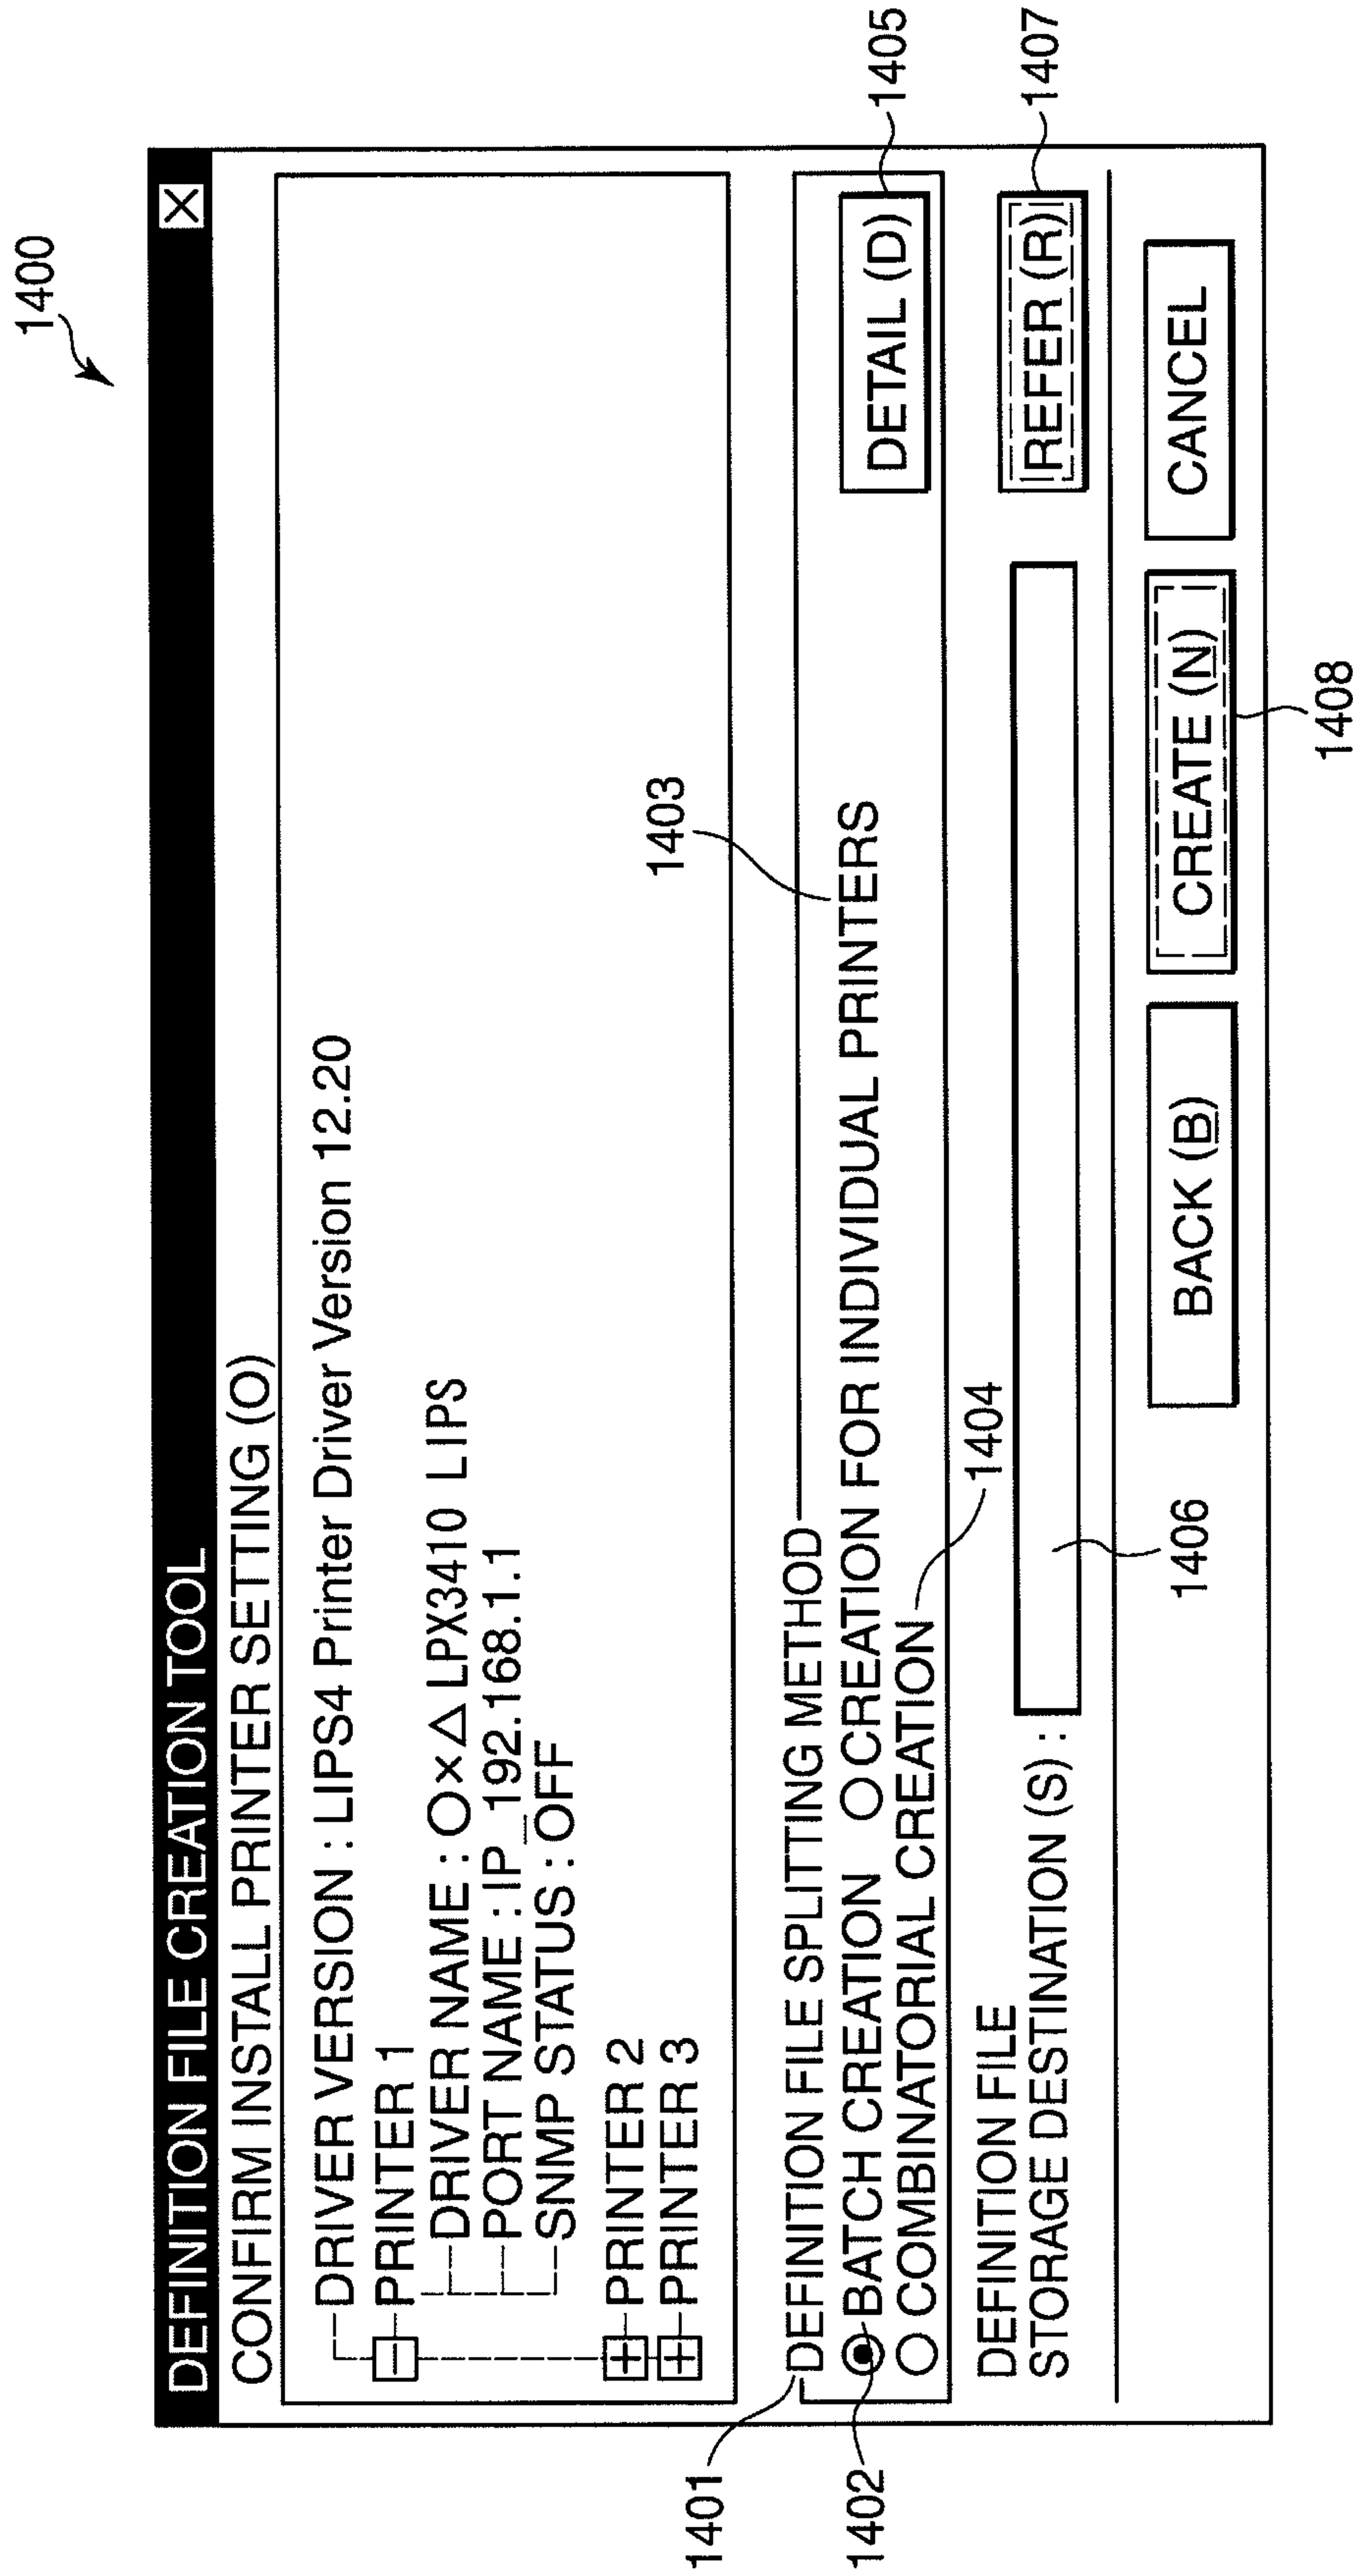 1400
DEFINITION FILE CREATION TOOL
CONFIRM INSTALL PRINTER SETTING (O)
DRIVER VERSION : LIPS4 Printer Driver Version 12.20
PRINTER 1
DRIVER NAME : ○×△ LPX3410 LIPS
PORT NAME : IP_192.168.1.1
SNMP STATUS : OFF
PRINTER 2
PRINTER 3
1403
1401
DEFINITION FILE SPLITTING METHOD
1402
BATCH CREATION
CREATION FOR INDIVIDUAL PRINTERS
DETAIL (D)
1405
COMBINATORIAL CREATION
1404
DEFINITION FILE
STORAGE DESTINATION (S) :
REFER (R)
1407
1406
BACK (B)
CREATE (N)
CANCEL
1408